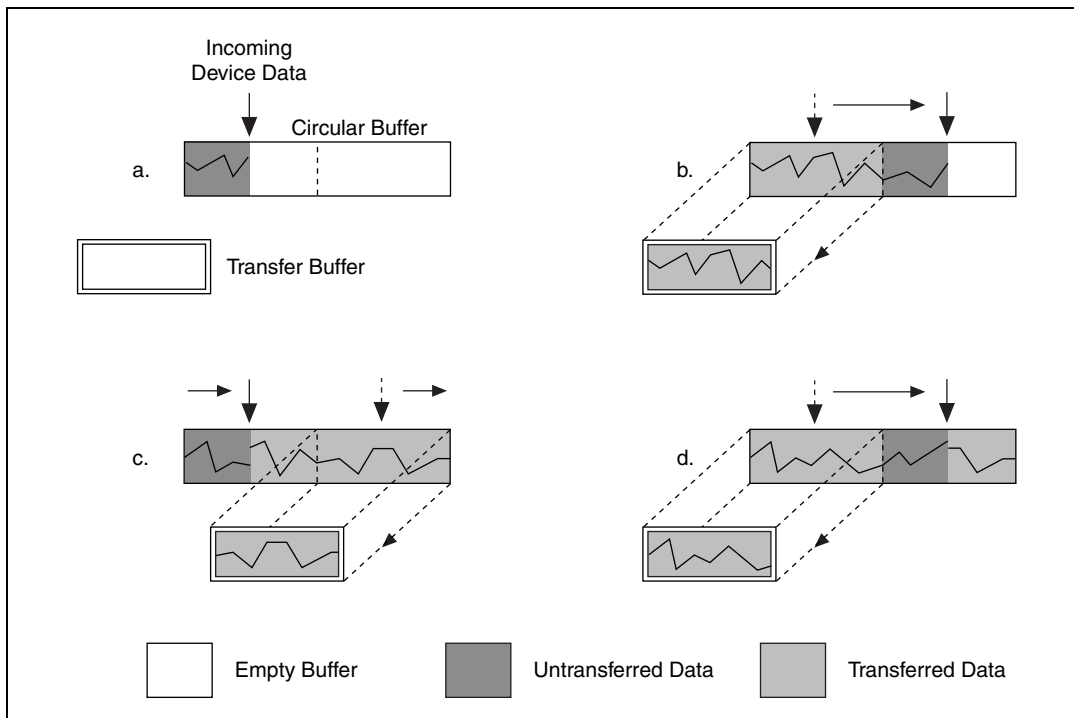 Incoming
Device Data
Circular Buffer
a.
b.
Transfer Buffer
c.
d.
Empty Buffer
Untransferred Data
Transferred Data